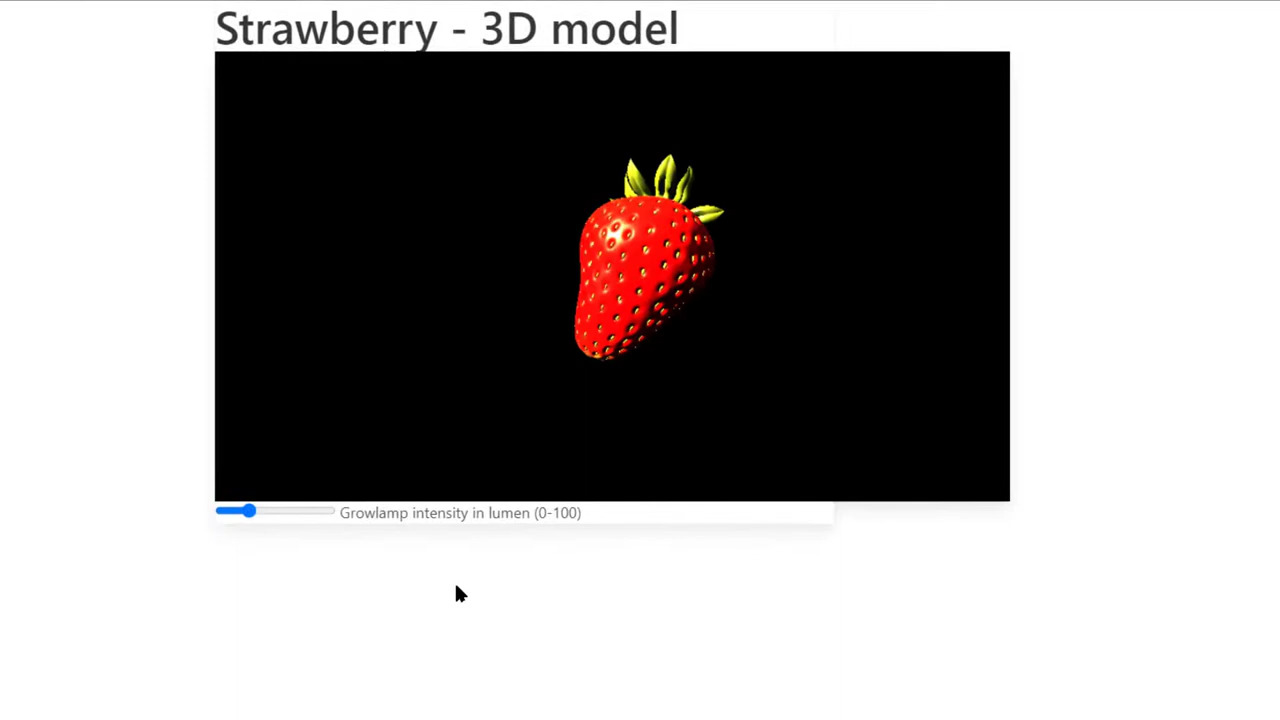 Strawberry - 3D model
Growlamp intensity in lumen (0-100)